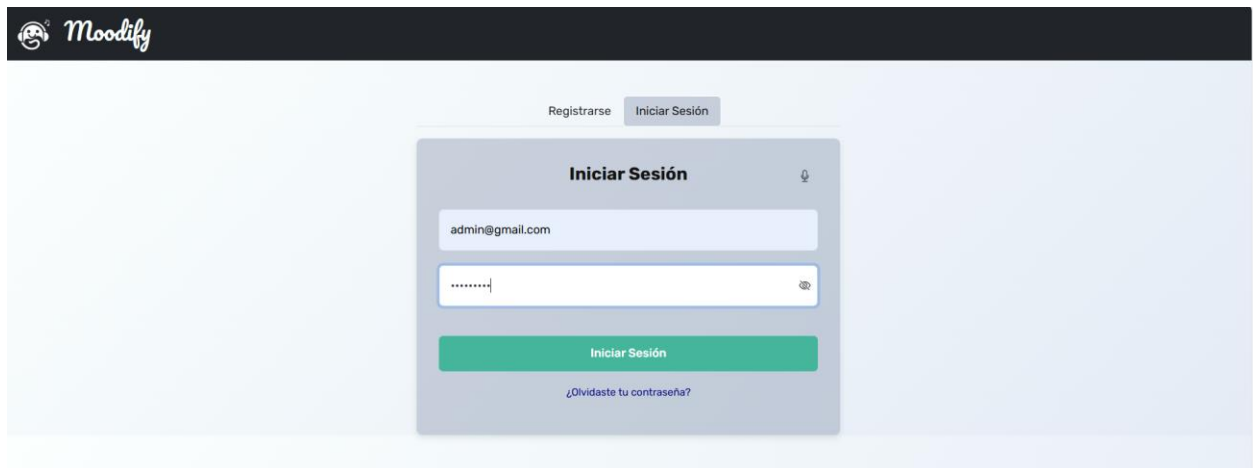 Moodify
Registrarse Iniciar Sesión
Iniciar Sesión
admin@gmail.com
•••••••••
Iniciar Sesión
¿Olvidaste tu contraseña?